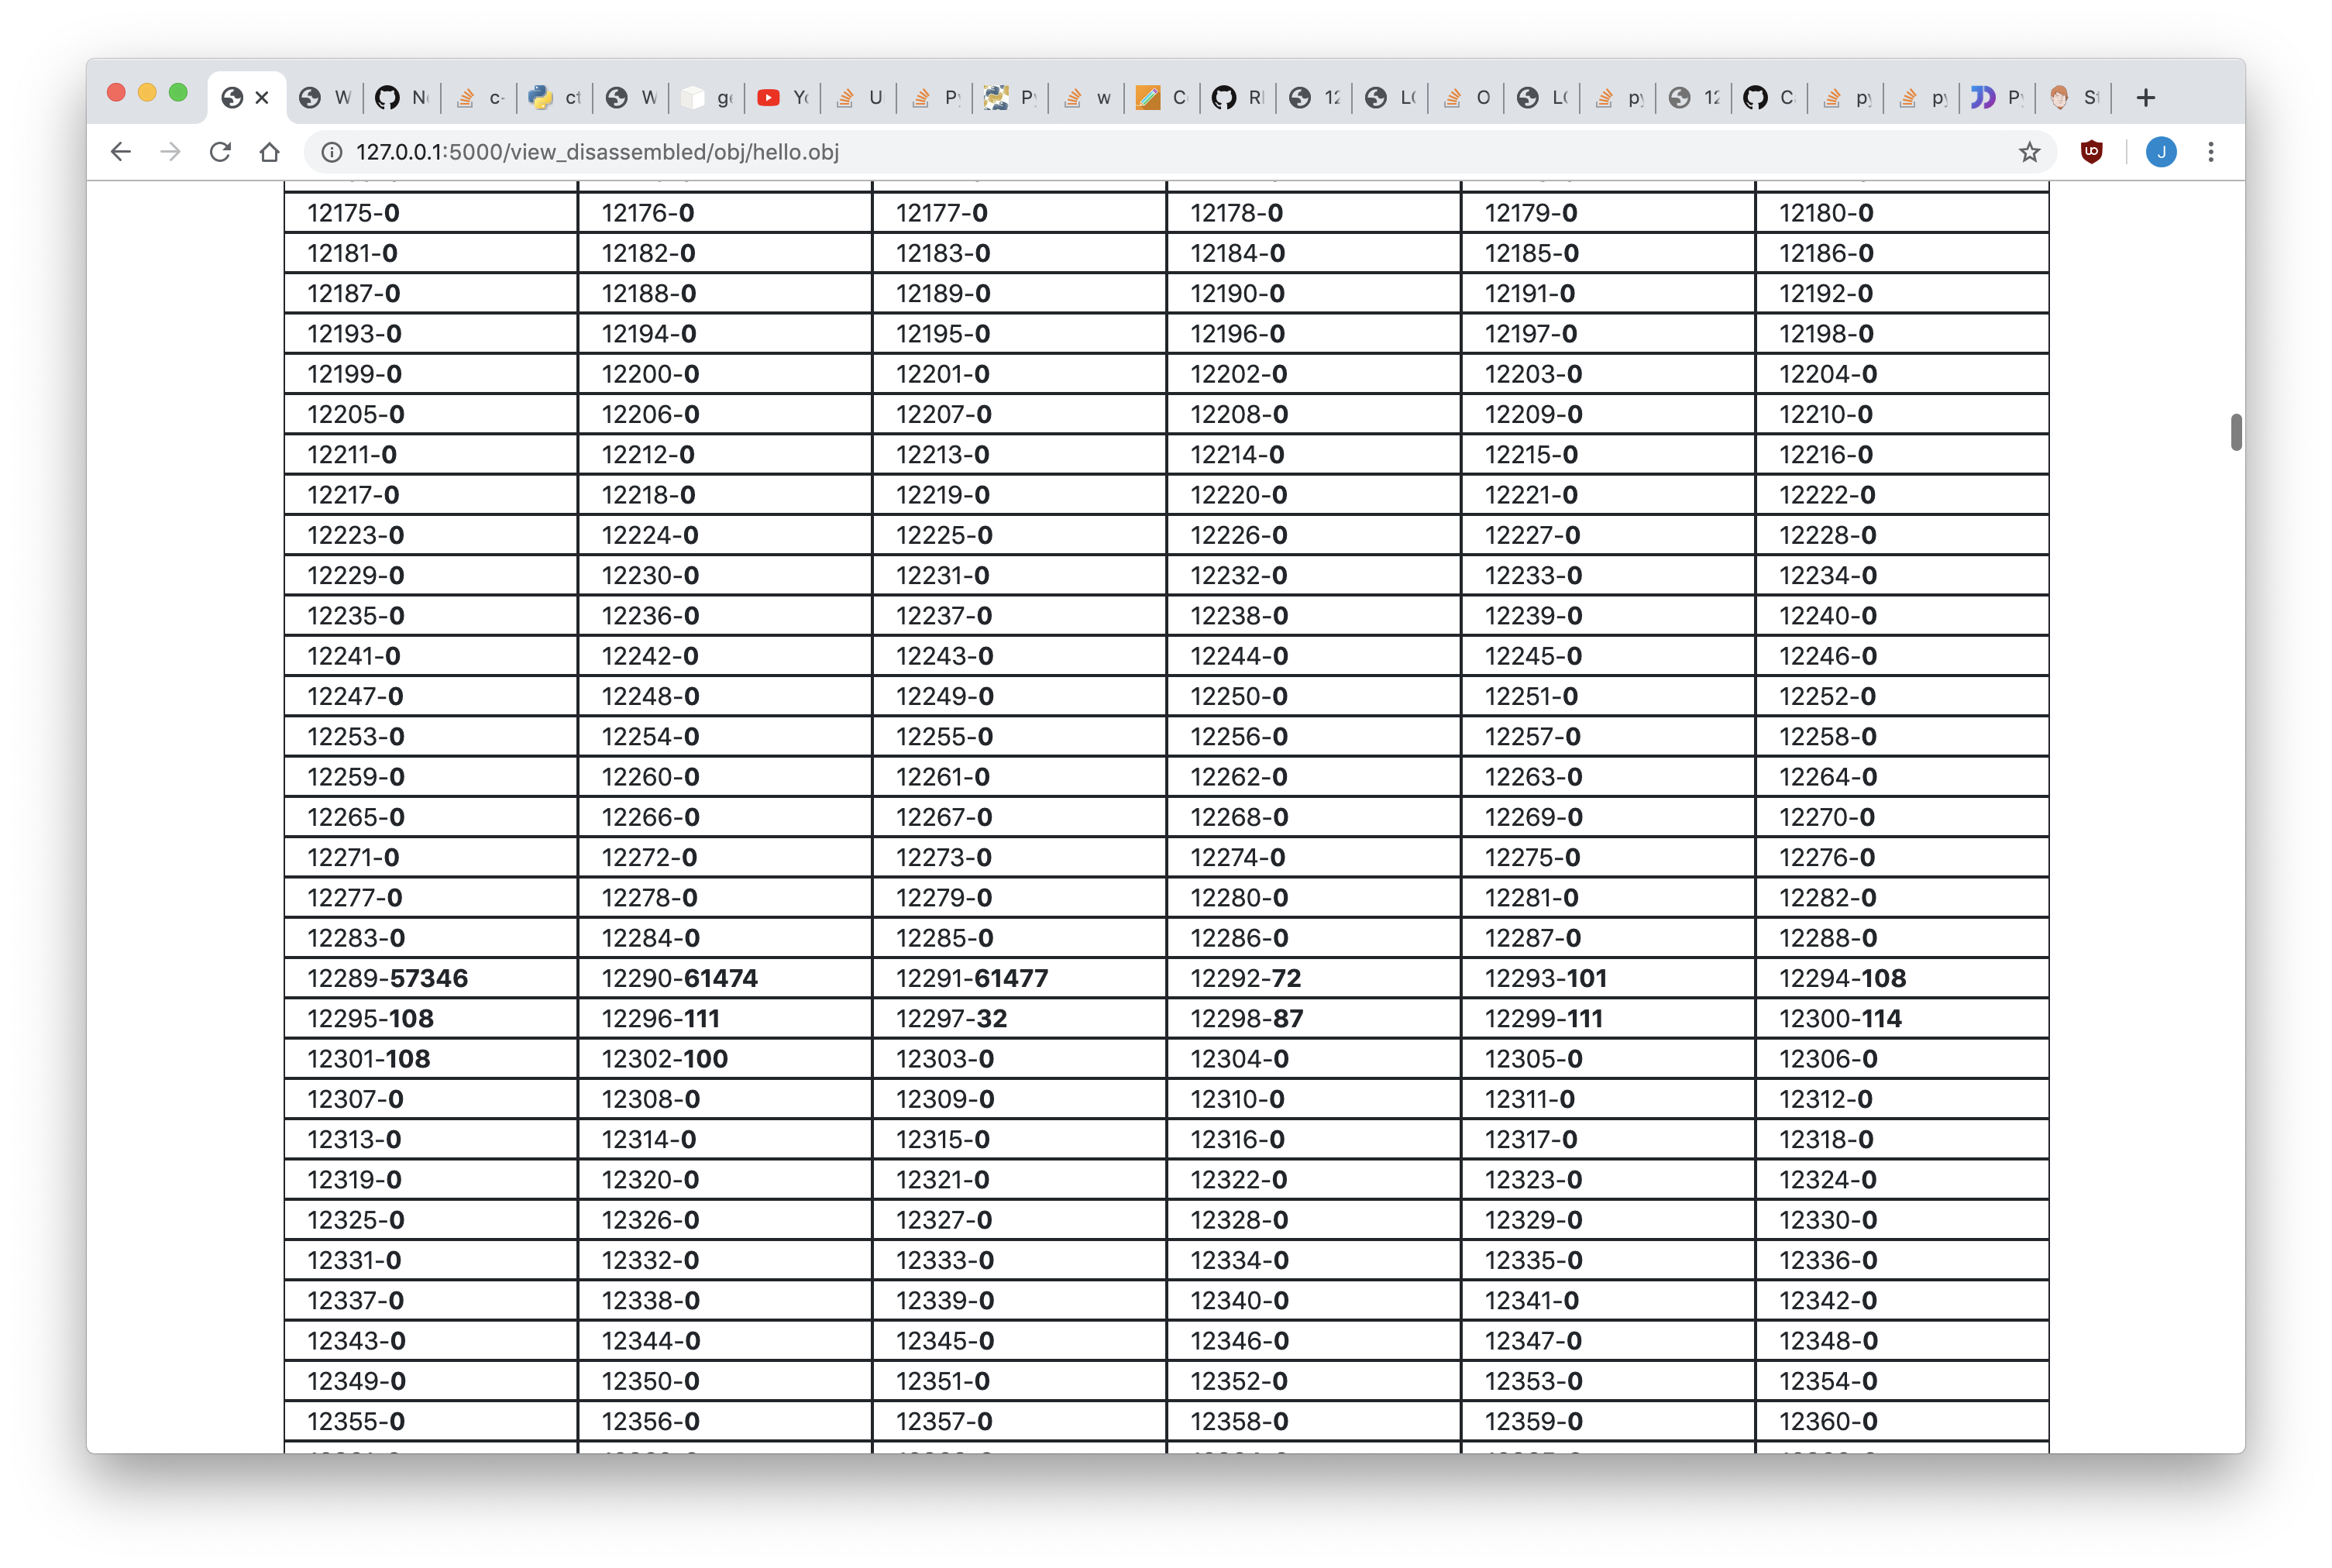 W N c- ct W ge Yo U Py Py w C RI 12 LC O LC py 12 C py py Py St
127.0.0.1:5000/view_disassembled/obj/hello.obj J
12175-0 12176-0 12177-0 12178-0 12179-0 12180-0
12181-0 12182-0 12183-0 12184-0 12185-0 12186-0
12187-0 12188-0 12189-0 12190-0 12191-0 12192-0
12193-0 12194-0 12195-0 12196-0 12197-0 12198-0
12199-0 12200-0 12201-0 12202-0 12203-0 12204-0
12205-0 12206-0 12207-0 12208-0 12209-0 12210-0
12211-0 12212-0 12213-0 12214-0 12215-0 12216-0
12217-0 12218-0 12219-0 12220-0 12221-0 12222-0
12223-0 12224-0 12225-0 12226-0 12227-0 12228-0
12229-0 12230-0 12231-0 12232-0 12233-0 12234-0
12235-0 12236-0 12237-0 12238-0 12239-0 12240-0
12241-0 12242-0 12243-0 12244-0 12245-0 12246-0
12247-0 12248-0 12249-0 12250-0 12251-0 12252-0
12253-0 12254-0 12255-0 12256-0 12257-0 12258-0
12259-0 12260-0 12261-0 12262-0 12263-0 12264-0
12265-0 12266-0 12267-0 12268-0 12269-0 12270-0
12271-0 12272-0 12273-0 12274-0 12275-0 12276-0
12277-0 12278-0 12279-0 12280-0 12281-0 12282-0
12283-0 12284-0 12285-0 12286-0 12287-0 12288-0
12289-57346 12290-61474 12291-61477 12292-72 12293-101 12294-108
12295-108 12296-111 12297-32 12298-87 12299-111 12300-114
12301-108 12302-100 12303-0 12304-0 12305-0 12306-0
12307-0 12308-0 12309-0 12310-0 12311-0 12312-0
12313-0 12314-0 12315-0 12316-0 12317-0 12318-0
12319-0 12320-0 12321-0 12322-0 12323-0 12324-0
12325-0 12326-0 12327-0 12328-0 12329-0 12330-0
12331-0 12332-0 12333-0 12334-0 12335-0 12336-0
12337-0 12338-0 12339-0 12340-0 12341-0 12342-0
12343-0 12344-0 12345-0 12346-0 12347-0 12348-0
12349-0 12350-0 12351-0 12352-0 12353-0 12354-0
12355-0 12356-0 12357-0 12358-0 12359-0 12360-0